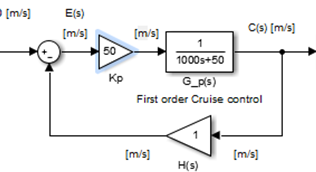 [m/s]
E(s)
C(s) [m/s]
[m/s]
[m/s]
+
-
50
1
1000s+50
Kp
G_p(s)
First order Cruise control
1
[m/s]
H(s)
[m/s]